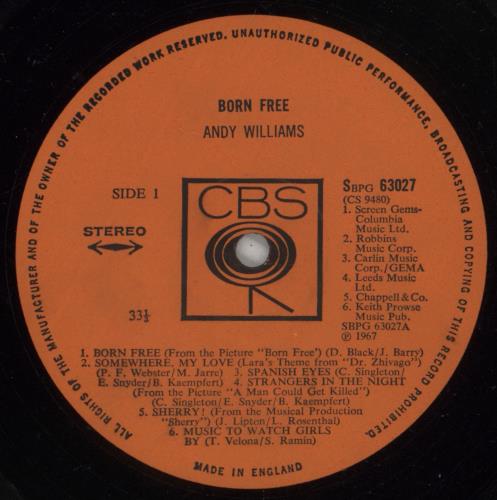 ALL RIGHTS OF THE MANUFACTURER AND OF THE OWNER OF THE RECORDED WORK RESERVED. UNAUTHORIZED PUBLIC PERFORMANCE, BROADCASTING AND COPYING OF THIS RECORD PROHIBITED.
BORN FREE
ANDY WILLIAMS
SIDE 1
STEREO
33⅓
CBS
SBPG 63027
(CS 9480)
1. Screen Gems-
Columbia
Music Ltd.
2. Robbins
Music Corp.
3. Carlin Music
Corp./GEMA
4. Leeds Music
Ltd.
5. Chappell & Co.
6. Keith Prowse
Music Pub.
SBPG 63027A
℗ 1967
1. BORN FREE (From the Picture "Born Free') (D. Black/J. Barry)
2. SOMEWHERE, MY LOVE (Lara's Theme from "Dr. Zhivago")
(P. F. Webster/M. Jarre) 3. SPANISH EYES (C. Singleton/
E. Snyder/B. Kaempfert) 4. STRANGERS IN THE NIGHT
(From the Picture "A Man Could Get Killed")
(C. Singleton/E. Snyder/B. Kaempfert)
5. SHERRY! (From the Musical Production
"Sherry") (J. Lipton/L. Rosenthal)
6. MUSIC TO WATCH GIRLS
BY (T. Velona/S. Ramin)
MADE IN ENGLAND